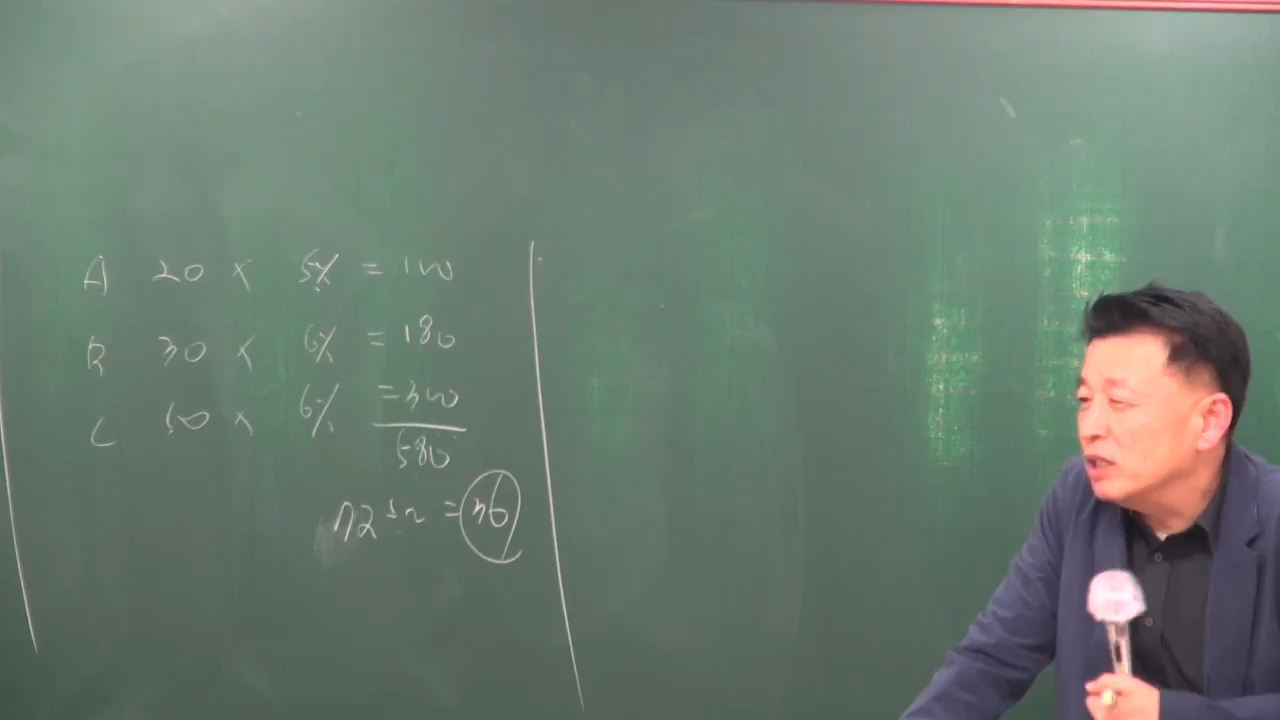 A 20 × 5% = 100
B 30 × 6% = 180
C 50 × 6% = 300
580
72 ÷ 2 = 36